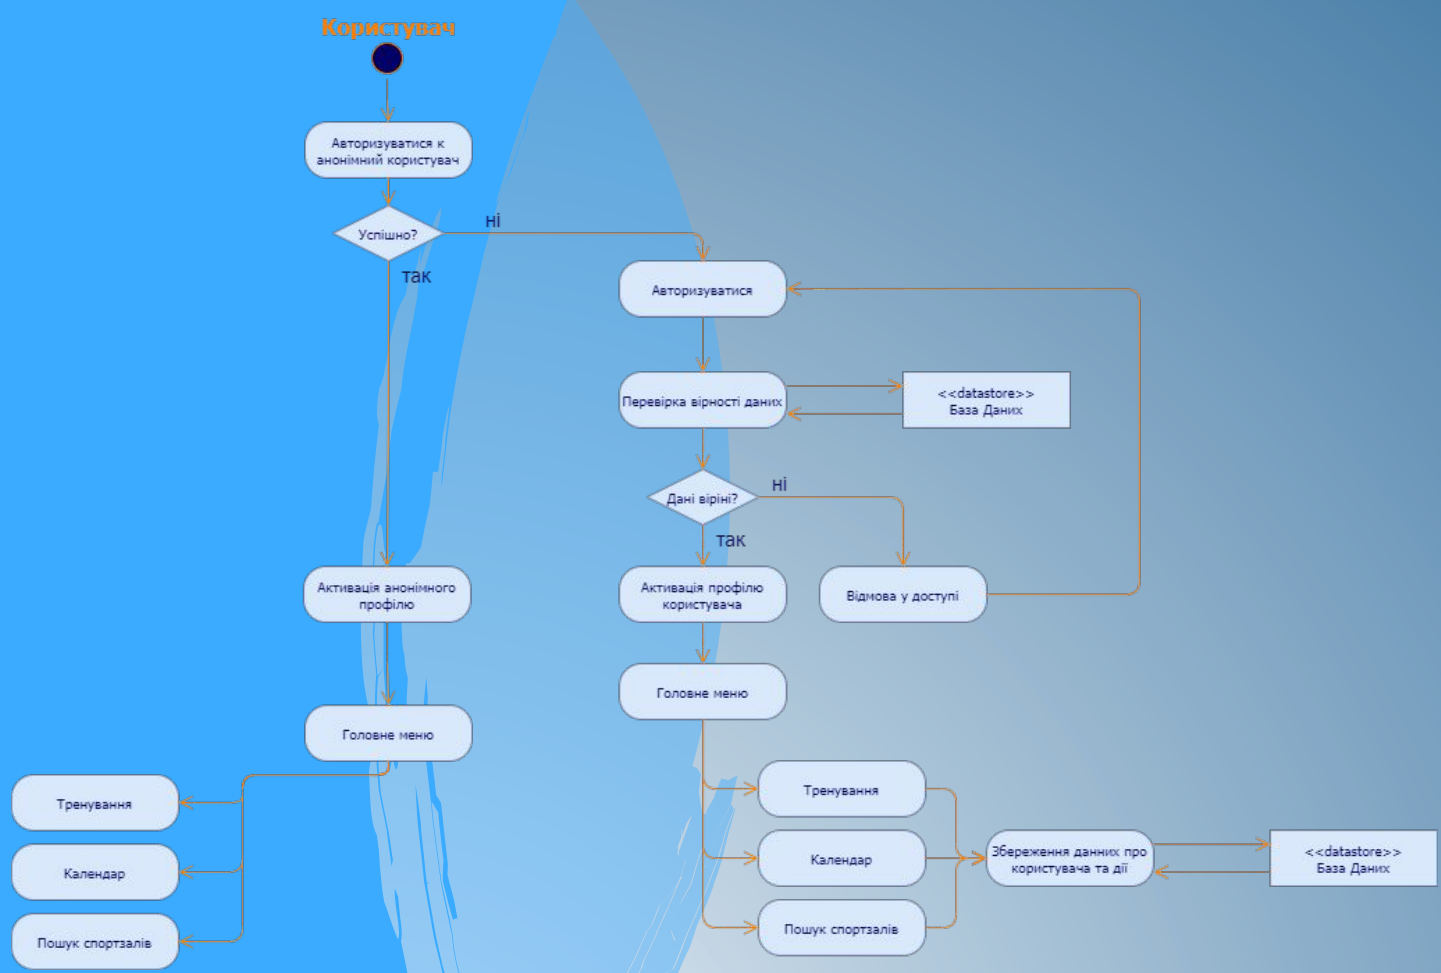 Користувач
Авторизуватися к
анонімний користувач
Успішно?
ні
так
Авторизуватися
Перевірка вірності даних
<<datastore>>
База Даних
Дані віріні?
ні
так
Активація анонімного
профілю
Активація профілю
користувача
Відмова у доступі
Головне меню
Головне меню
Тренування
Календар
Пошук спортзалів
Тренування
Календар
Пошук спортзалів
Збереження данних про
користувача та дії
<<datastore>>
База Даних